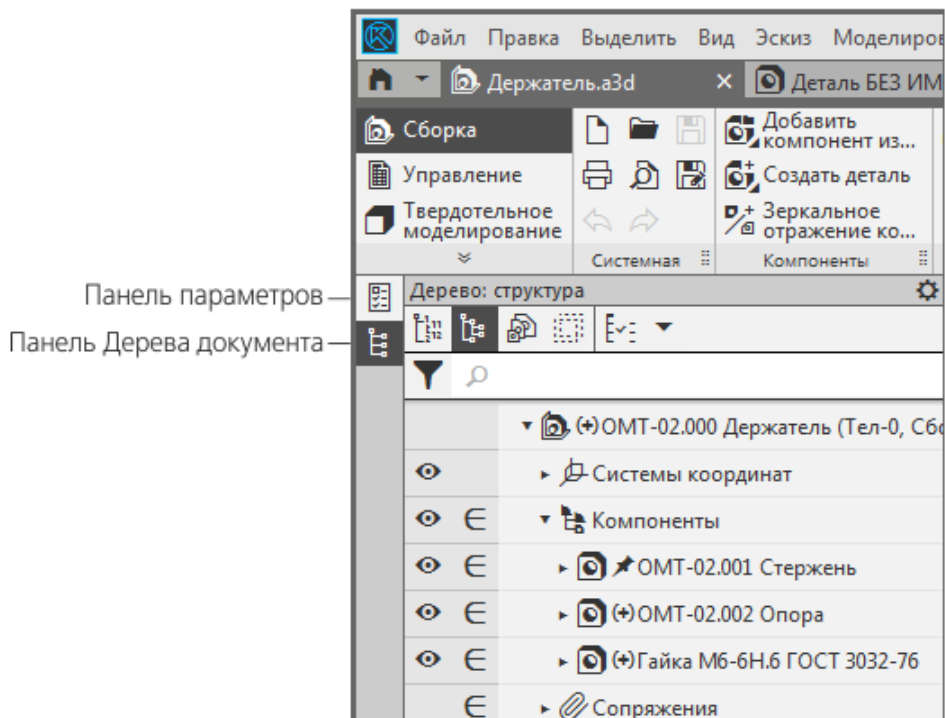 Файл Правка Выделить Вид Эскиз Моделиров
Держатель.a3d × Деталь БЕЗ ИМ
Сборка
Управление
Твердотельное
моделирование
Системная
Добавить
компонент из...
Создать деталь
Зеркальное
отражение ко...
Компоненты
Панель параметров
Панель Дерева документа
Дерево: структура
(+)ОМТ-02.000 Держатель (Тел-0, Сбо
Системы координат
Компоненты
ОМТ-02.001 Стержень
(+)ОМТ-02.002 Опора
(+)Гайка М6-6Н.6 ГОСТ 3032-76
Сопряжения